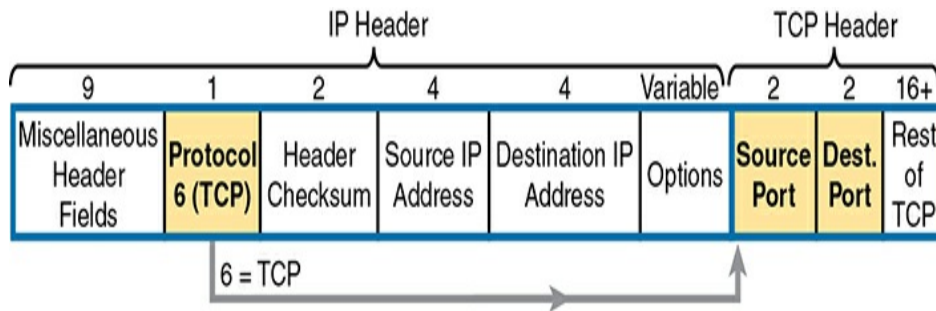 IP Header
TCP Header
9
1
2
4
4
Variable
2
2
16+
Miscellaneous
Header
Fields
Protocol
6 (TCP)
Header
Checksum
Source IP
Address
Destination IP
Address
Options
Source
Port
Dest.
Port
Rest
of
TCP
6 = TCP